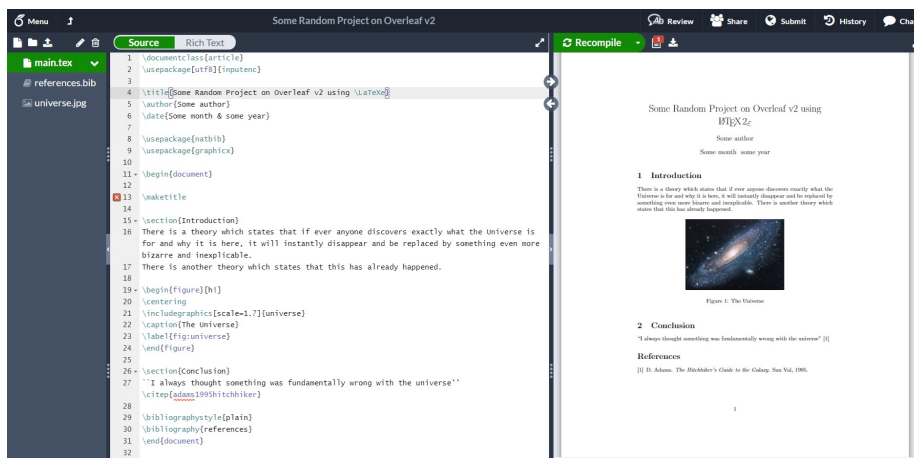 Menu
Some Random Project on Overleaf v2
Review
Share
Submit
History
Cha
Source
Rich Text
Recompile
1
main.tex
references.bib
universe.jpg
1 \documentclass{article}
2 \usepackage[utf8]{inputenc}
3
4 \title{Some Random Project on Overleaf v2 using \LaTeXe}
5 \author{Some author}
6 \date{Some month & some year}
7
8 \usepackage{natbib}
9 \usepackage{graphicx}
10
11 \begin{document}
12
13 \maketitle
14
15 \section{Introduction}
16 There is a theory which states that if ever anyone discovers exactly what the Universe is
for and why it is here, it will instantly disappear and be replaced by something even more
bizarre and inexplicable.
17 There is another theory which states that this has already happened.
18
19 \begin{figure}[h!]
20 \centering
21 \includegraphics[scale=1.7]{universe}
22 \caption{The Universe}
23 \label{fig:universe}
24 \end{figure}
25
26 \section{Conclusion}
27 ``I always thought something was fundamentally wrong with the universe''
\citep{adams1995hitchhiker}
28
29 \bibliographystyle{plain}
30 \bibliography{references}
31 \end{document}
32
Some Random Project on Overleaf v2 using
LATEX 2ε
Some author
Some month some year
1 Introduction
There is a theory which states that if ever anyone discovers exactly what the
Universe is for and why it is here, it will instantly disappear and be replaced by
something even more bizarre and inexplicable. There is another theory which
states that this has already happened.
Figure 1: The Universe
2 Conclusion
"I always thought something was fundamentally wrong with the universe" [1]
References
[1] D. Adams. The Hitchhiker's Guide to the Galaxy. San Val, 1995.
1